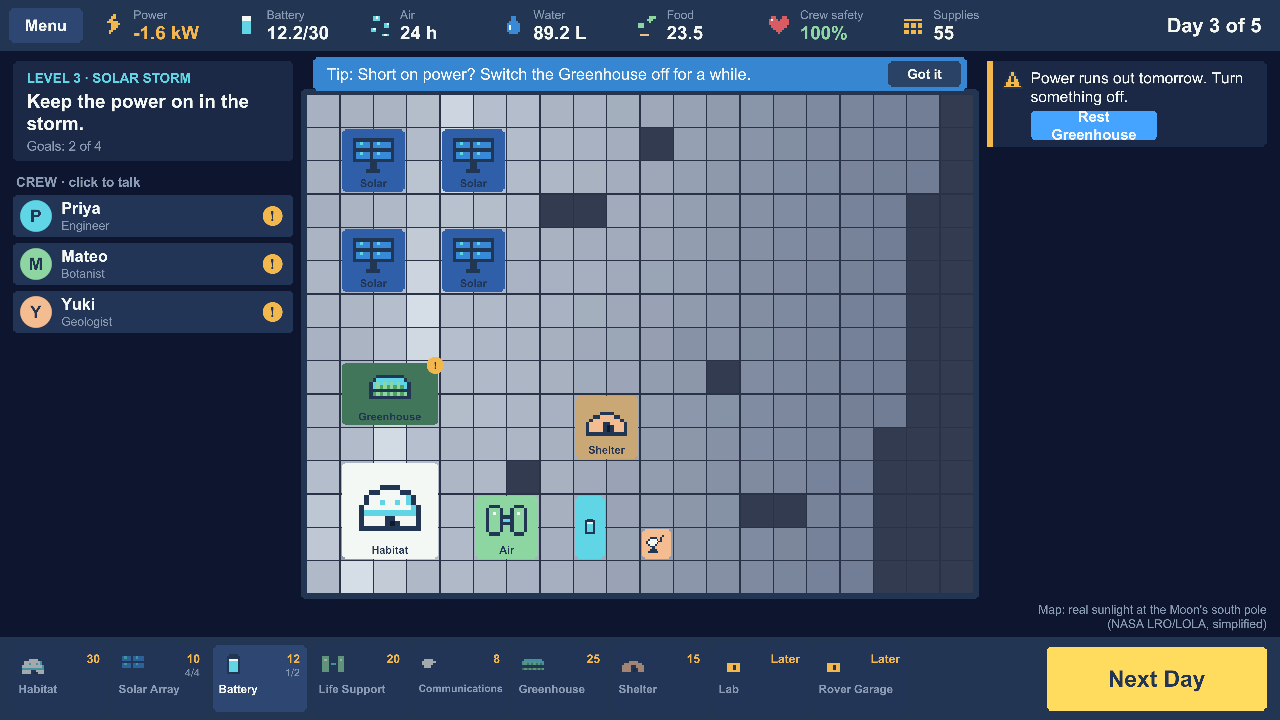 Menu
Power
-1.6 kW
Battery
12.2/30
Air
24 h
Water
89.2 L
Food
23.5
Crew safety
100%
Supplies
55
Day 3 of 5
LEVEL 3 · SOLAR STORM
Keep the power on in the
storm.
Goals: 2 of 4
Tip: Short on power? Switch the Greenhouse off for a while.
Got it
Power runs out tomorrow. Turn
something off.
Rest
Greenhouse
CREW · click to talk
P
Priya
Engineer
!
M
Mateo
Botanist
!
Y
Yuki
Geologist
!
Solar
Solar
Solar
Solar
!
Greenhouse
Shelter
Habitat
Air
Map: real sunlight at the Moon's south pole
(NASA LRO/LOLA, simplified)
30
Habitat
10
4/4
Solar Array
12
1/2
Battery
20
Life Support
8
Communications
25
Greenhouse
15
Shelter
Later
Lab
Later
Rover Garage
Next Day